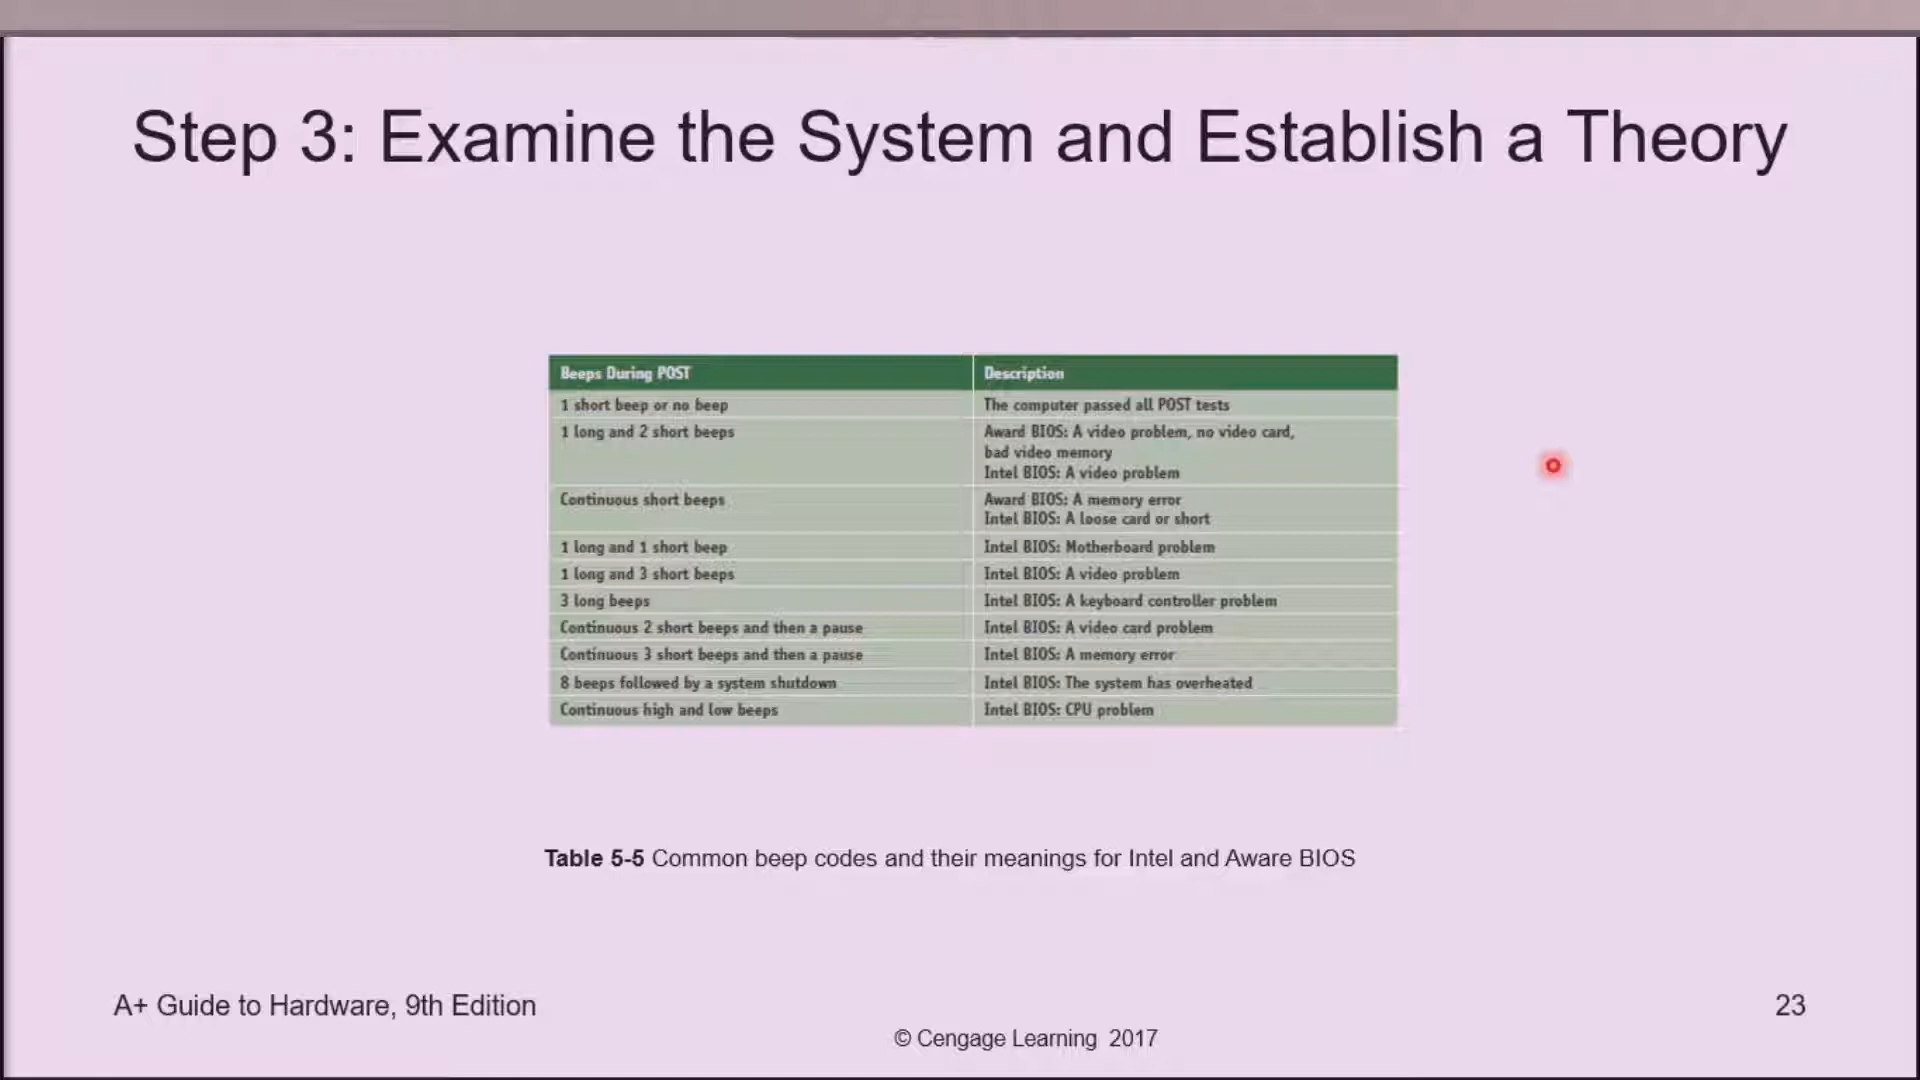 Step 3: Examine the System and Establish a Theory
Beeps During POST Description
1 short beep or no beep The computer passed all POST tests
1 long and 2 short beeps Award BIOS: A video problem, no video card,
bad video memory
Intel BIOS: A video problem
Continuous short beeps Award BIOS: A memory error
Intel BIOS: A loose card or short
1 long and 1 short beep Intel BIOS: Motherboard problem
1 long and 3 short beeps Intel BIOS: A video problem
3 long beeps Intel BIOS: A keyboard controller problem
Continuous 2 short beeps and then a pause Intel BIOS: A video card problem
Continuous 3 short beeps and then a pause Intel BIOS: A memory error
8 beeps followed by a system shutdown Intel BIOS: The system has overheated
Continuous high and low beeps Intel BIOS: CPU problem
Table 5-5 Common beep codes and their meanings for Intel and Aware BIOS
A+ Guide to Hardware, 9th Edition
23
© Cengage Learning 2017